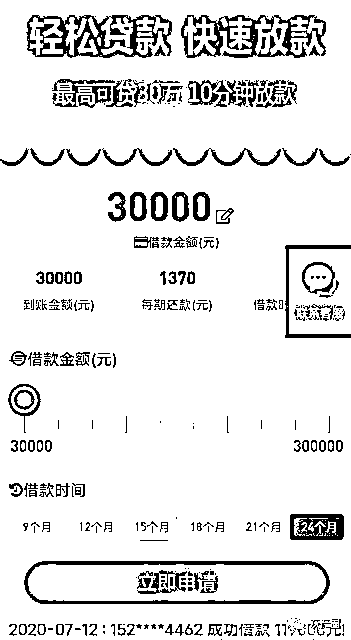 轻松贷款 快速放款
最高可贷30万 10分钟放款
30000
借款金额(元)
30000 1370
到账金额(元) 每期还款(元) 借款时
联系客服
借款金额(元)
30000 300000
借款时间
9个月 12个月 15个月 18个月 21个月 24个月
立即申请
2020-07-12 : 152****4462 成功借款